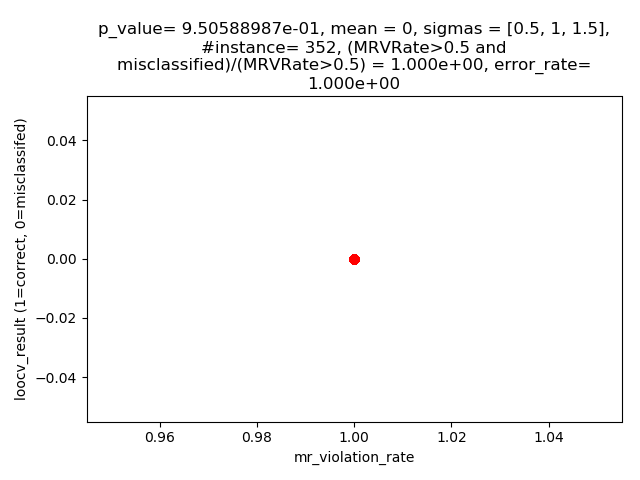 p_value= 9.50588987e-01, mean = 0, sigmas = [0.5, 1, 1.5],
#instance= 352, (MRVRate>0.5 and
misclassified)/(MRVRate>0.5) = 1.000e+00, error_rate=
1.000e+00
loocv_result (1=correct, 0=misclassifed)
0.04
0.02
0.00
−0.02
−0.04
0.96
0.98
1.00
1.02
1.04
mr_violation_rate